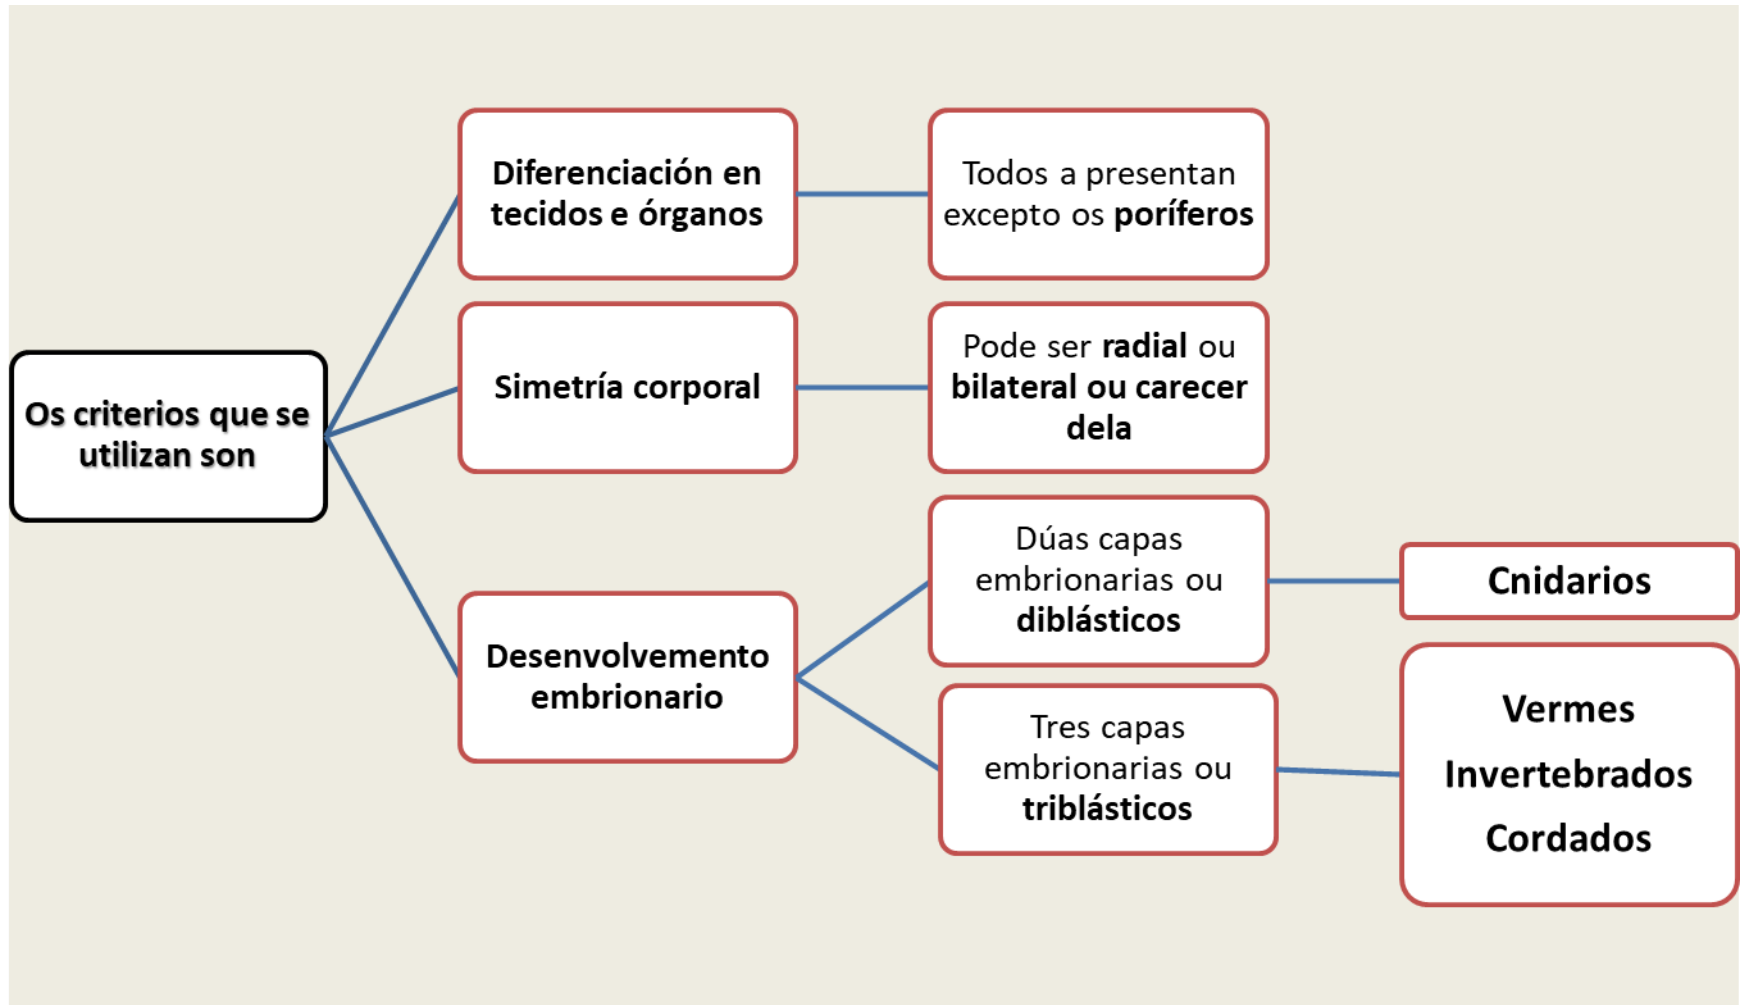 Os criterios que se
utilizan son
Diferenciación en
tecidos e órganos
Todos a presentan
excepto os poríferos
Simetría corporal
Pode ser radial ou
bilateral ou carecer
dela
Desenvolvemento
embrionario
Dúas capas
embrionarias ou
diblásticos
Cnidarios
Tres capas
embrionarias ou
triblásticos
Vermes
Invertebrados
Cordados